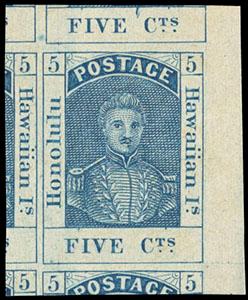 FIVE Cts.
5 POSTAGE 5
Honolulu
Hawaiian Is.
FIVE Cts.
5 POSTAGE 5